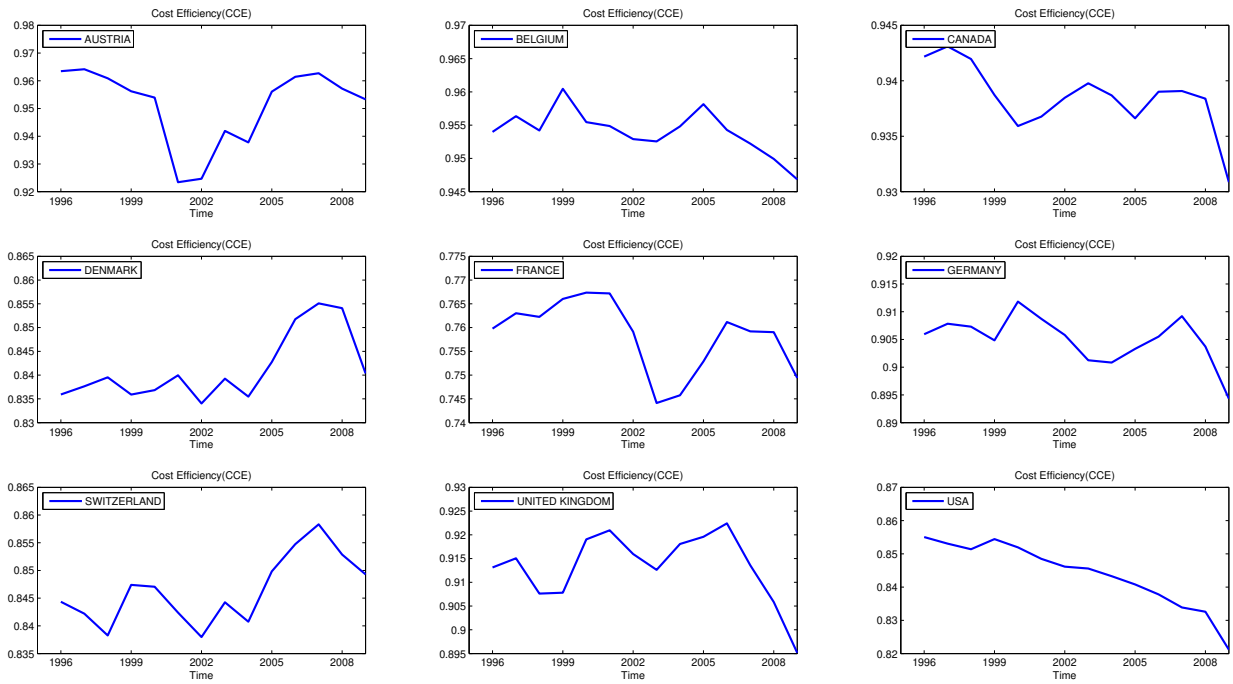 Cost Efficiency(CCE)
AUSTRIA
0.98
0.98
0.97
0.96
0.95
0.94
0.93
0.92
1996 1999 2002 2005 2008
Time
Cost Efficiency(CCE)
BELGIUM
0.97
0.965
0.96
0.955
0.95
0.945
1996 1999 2002 2005 2008
Time
Cost Efficiency(CCE)
CANADA
0.945
0.94
0.935
0.93
1996 1999 2002 2005 2008
Time
Cost Efficiency(CCE)
DENMARK
0.865
0.86
0.855
0.85
0.845
0.84
0.835
0.83
1996 1999 2002 2005 2008
Time
Cost Efficiency(CCE)
FRANCE
0.775
0.77
0.765
0.76
0.755
0.75
0.745
0.74
1996 1999 2002 2005 2008
Time
Cost Efficiency(CCE)
GERMANY
0.92
0.915
0.91
0.905
0.9
0.895
0.89
1996 1999 2002 2005 2008
Time
Cost Efficiency(CCE)
SWITZERLAND
0.865
0.86
0.855
0.85
0.845
0.84
0.835
1996 1999 2002 2005 2008
Time
Cost Efficiency(CCE)
UNITED KINGDOM
0.93
0.925
0.92
0.915
0.91
0.905
0.9
0.895
1996 1999 2002 2005 2008
Time
Cost Efficiency(CCE)
USA
0.87
0.86
0.85
0.84
0.83
0.82
1996 1999 2002 2005 2008
Time